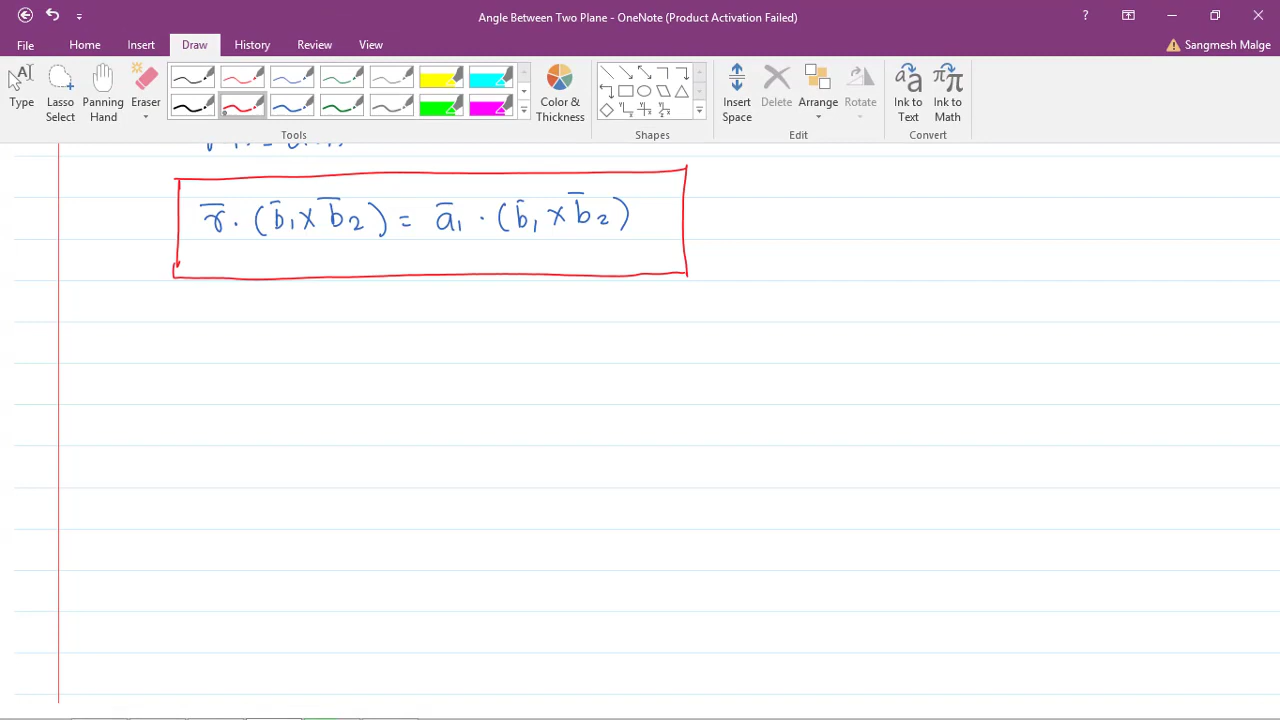 Angle Between Two Plane - OneNote (Product Activation Failed)
?
File Home Insert Draw History Review View Sangmesh Malge
Type Lasso Select Panning Hand Eraser Color & Thickness Insert Space Delete Arrange Rotate Ink to Text Ink to Math
Tools Shapes Edit Convert
r̅ · (b̅₁ × b̅₂) = a̅₁ · (b̅₁ × b̅₂)